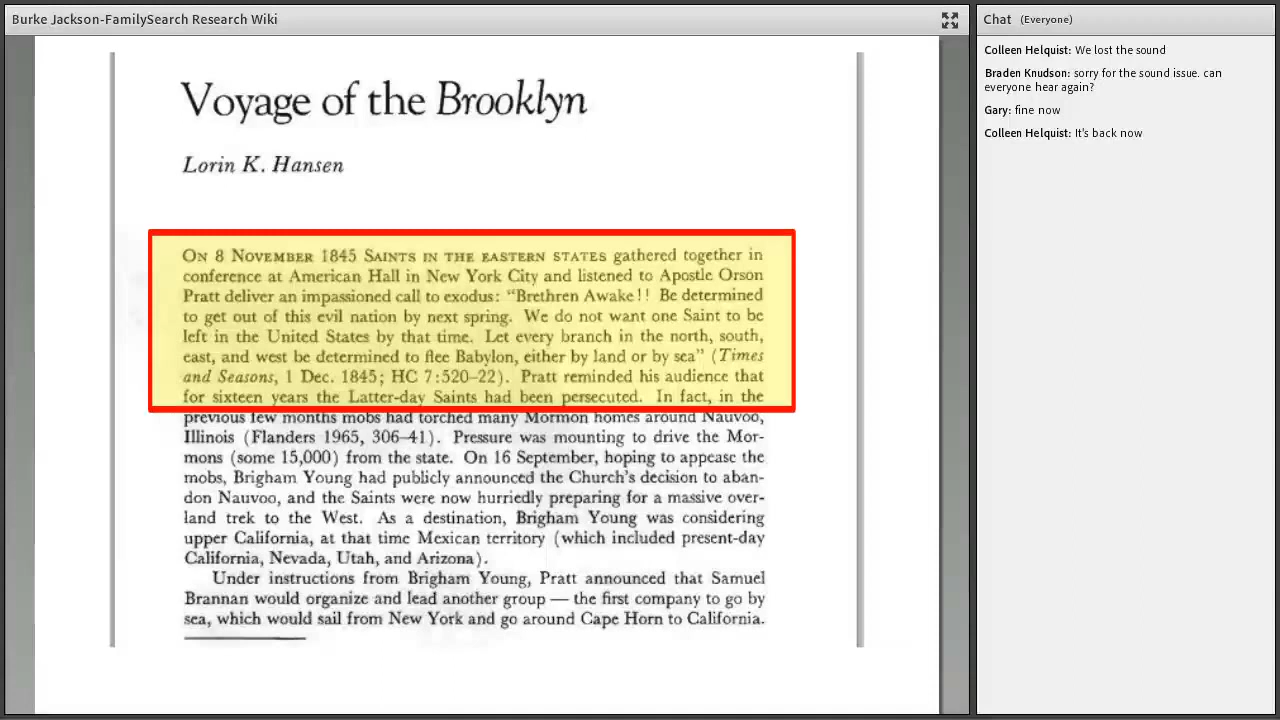 Burke Jackson-FamilySearch Research Wiki
Voyage of the Brooklyn
Lorin K. Hansen
ON 8 NOVEMBER 1845 SAINTS IN THE EASTERN STATES gathered together in
conference at American Hall in New York City and listened to Apostle Orson
Pratt deliver an impassioned call to exodus: "Brethren Awake!! Be determined
to get out of this evil nation by next spring. We do not want one Saint to be
left in the United States by that time. Let every branch in the north, south,
east, and west be determined to flee Babylon, either by land or by sea" (Times
and Seasons, 1 Dec. 1845; HC 7:520–22). Pratt reminded his audience that
for sixteen years the Latter-day Saints had been persecuted. In fact, in the
previous few months mobs had torched many Mormon homes around Nauvoo,
Illinois (Flanders 1965, 306–41). Pressure was mounting to drive the Mor-
mons (some 15,000) from the state. On 16 September, hoping to appease the
mobs, Brigham Young had publicly announced the Church's decision to aban-
don Nauvoo, and the Saints were now hurriedly preparing for a massive over-
land trek to the West. As a destination, Brigham Young was considering
upper California, at that time Mexican territory (which included present-day
California, Nevada, Utah, and Arizona).
Under instructions from Brigham Young, Pratt announced that Samuel
Brannan would organize and lead another group — the first company to go by
sea, which would sail from New York and go around Cape Horn to California.
Chat (Everyone)
Colleen Helquist: We lost the sound
Braden Knudson: sorry for the sound issue. can
everyone hear again?
Gary: fine now
Colleen Helquist: It's back now